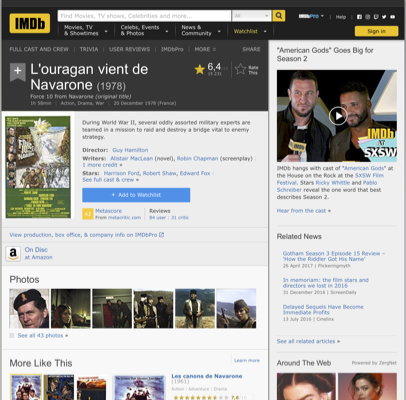 IMDb
Find Movies, TV shows, Celebrities and more...
All
IMDbPro
Help
Movies, TV
& Showtimes
Celebs, Events
& Photos
News &
Community
Watchlist
Sign in
FULL CAST AND CREW | TRIVIA | USER REVIEWS | IMDbPro | MORE
SHARE
L'ouragan vient de
Navarone (1978)
Force 10 from Navarone (original title)
1h 58min | Action, Drama, War | 20 December 1978 (France)
6,4/10
Rate
This
During World War II, several oddly assorted military experts are
teamed in a mission to raid and destroy a bridge vital to enemy
strategy.
Director: Guy Hamilton
Writers: Alistair MacLean (novel), Robin Chapman (screenplay) |
1 more credit »
Stars: Harrison Ford, Robert Shaw, Edward Fox |
See full cast & crew »
+ Add to Watchlist
Metascore
From metacritic.com
Reviews
84 user | 31 critic
View production, box office, & company info on IMDbPro
On Disc
at Amazon
Photos
See all 43 photos »
More Like This
Learn more
Les canons de Navarone
(1961)
Action | Adventure | Drama
7,6
"American Gods" Goes Big for
Season 2
IMDb
at
SXSW
IMDb hangs with cast of "American Gods" at
the House on the Rock at the SXSW Film
Festival. Stars Ricky Whittle and Pablo
Schreiber reveal the one word that best
describes Season 2.
Hear from the cast »
Related News
Gotham Season 3 Episode 15 Review –
'How the Riddler Got His Name'
26 April 2017 | Pickeringmyth
In memoriam: the film stars and
directors we lost in 2016
31 December 2016 | ScreenDaily
Delayed Sequels Have Become
Immediate Profits
13 July 2016 | Cinelinx
See all related articles »
Around The Web
Powered by ZergNet